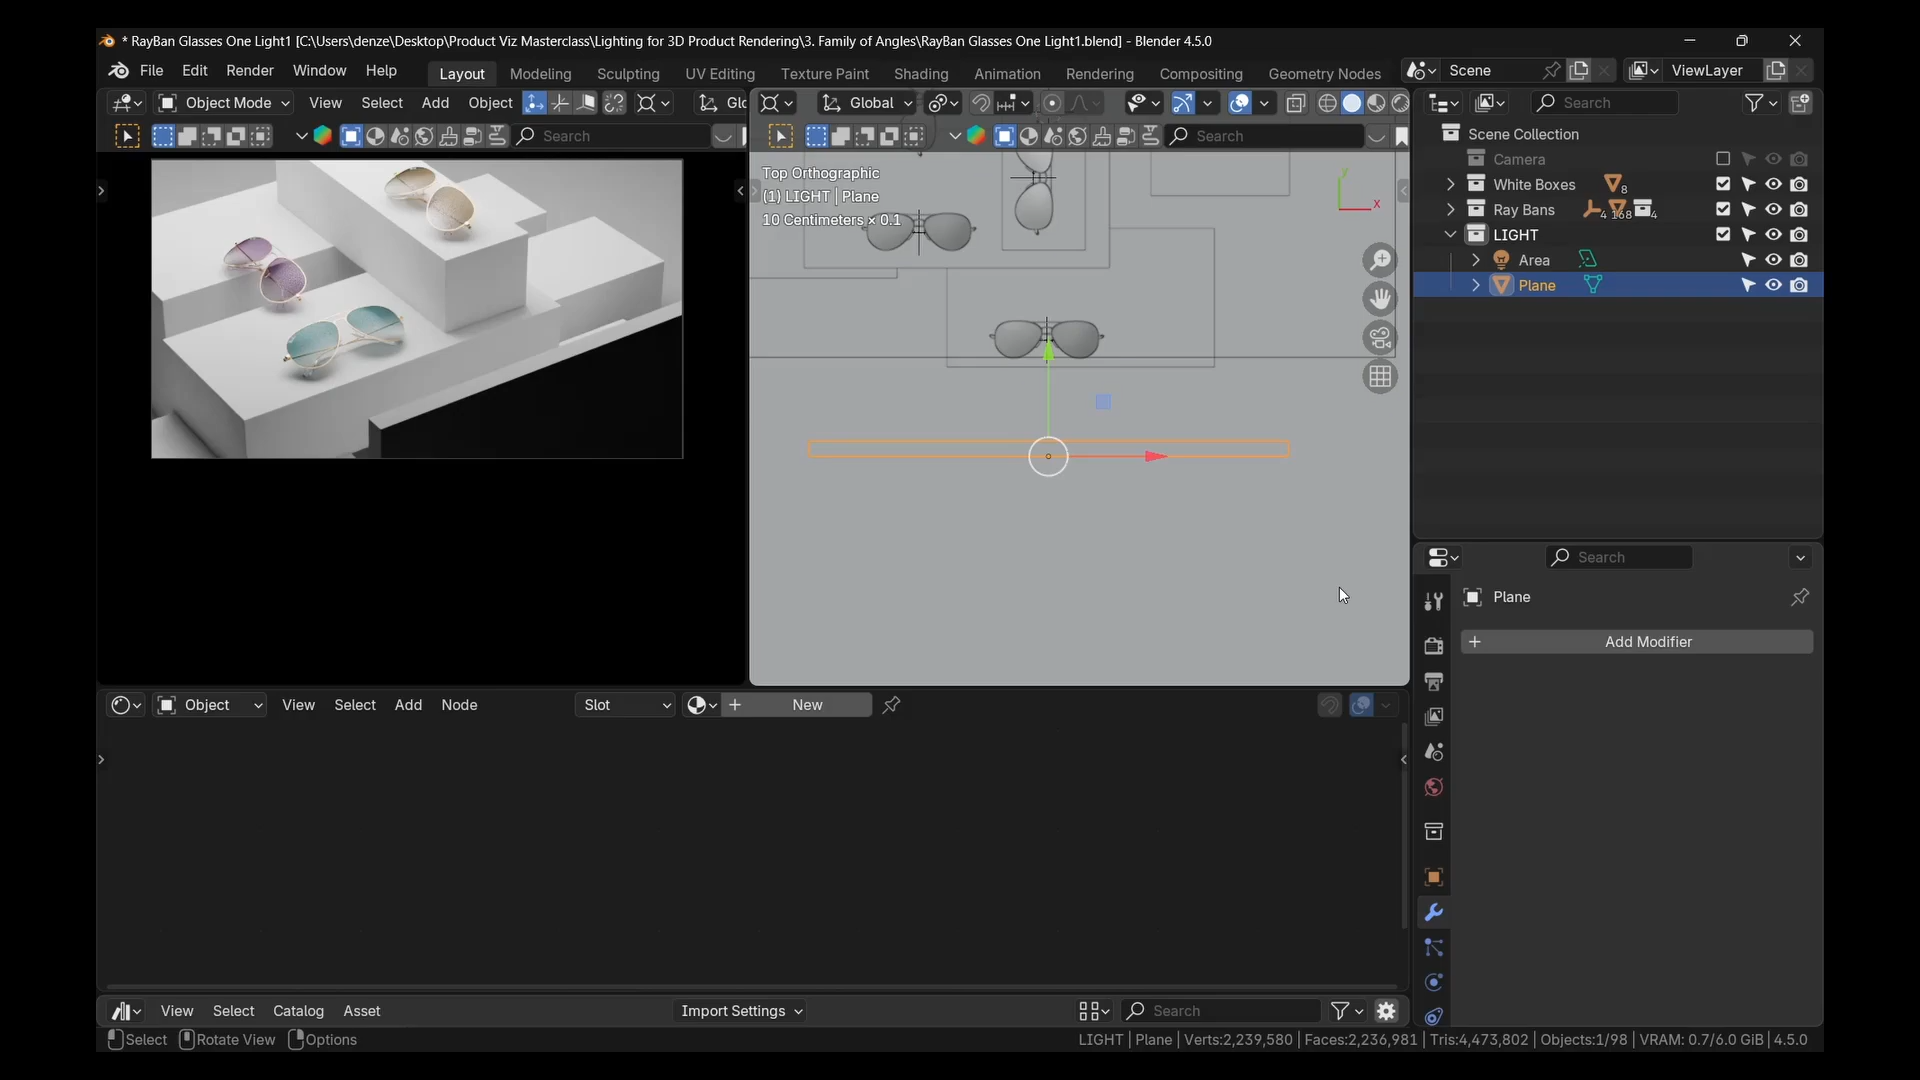 * RayBan Glasses One Light1 [C:\Users\denze\Desktop\Product Viz Masterclass\Lighting for 3D Product Rendering\3. Family of Angles\RayBan Glasses One Light1.blend] - Blender 4.5.0
File Edit Render Window Help Layout Modeling Sculpting UV Editing Texture Paint Shading Animation Rendering Compositing Geometry Nodes Scene ViewLayer
Object Mode View Select Add Object Glo Global Search
Search Search
Scene Collection
Camera
White Boxes 8
Ray Bans 4 168 4
LIGHT
Area
Plane
Top Orthographic
(1) LIGHT | Plane
10 Centimeters × 0.1
Y
X
Search
Plane
+ Add Modifier
Object View Select Add Node Slot + New
View Select Catalog Asset Import Settings Search
Select Rotate View Options
LIGHT | Plane | Verts:2,239,580 | Faces:2,236,981 | Tris:4,473,802 | Objects:1/98 | VRAM: 0.7/6.0 GiB | 4.5.0